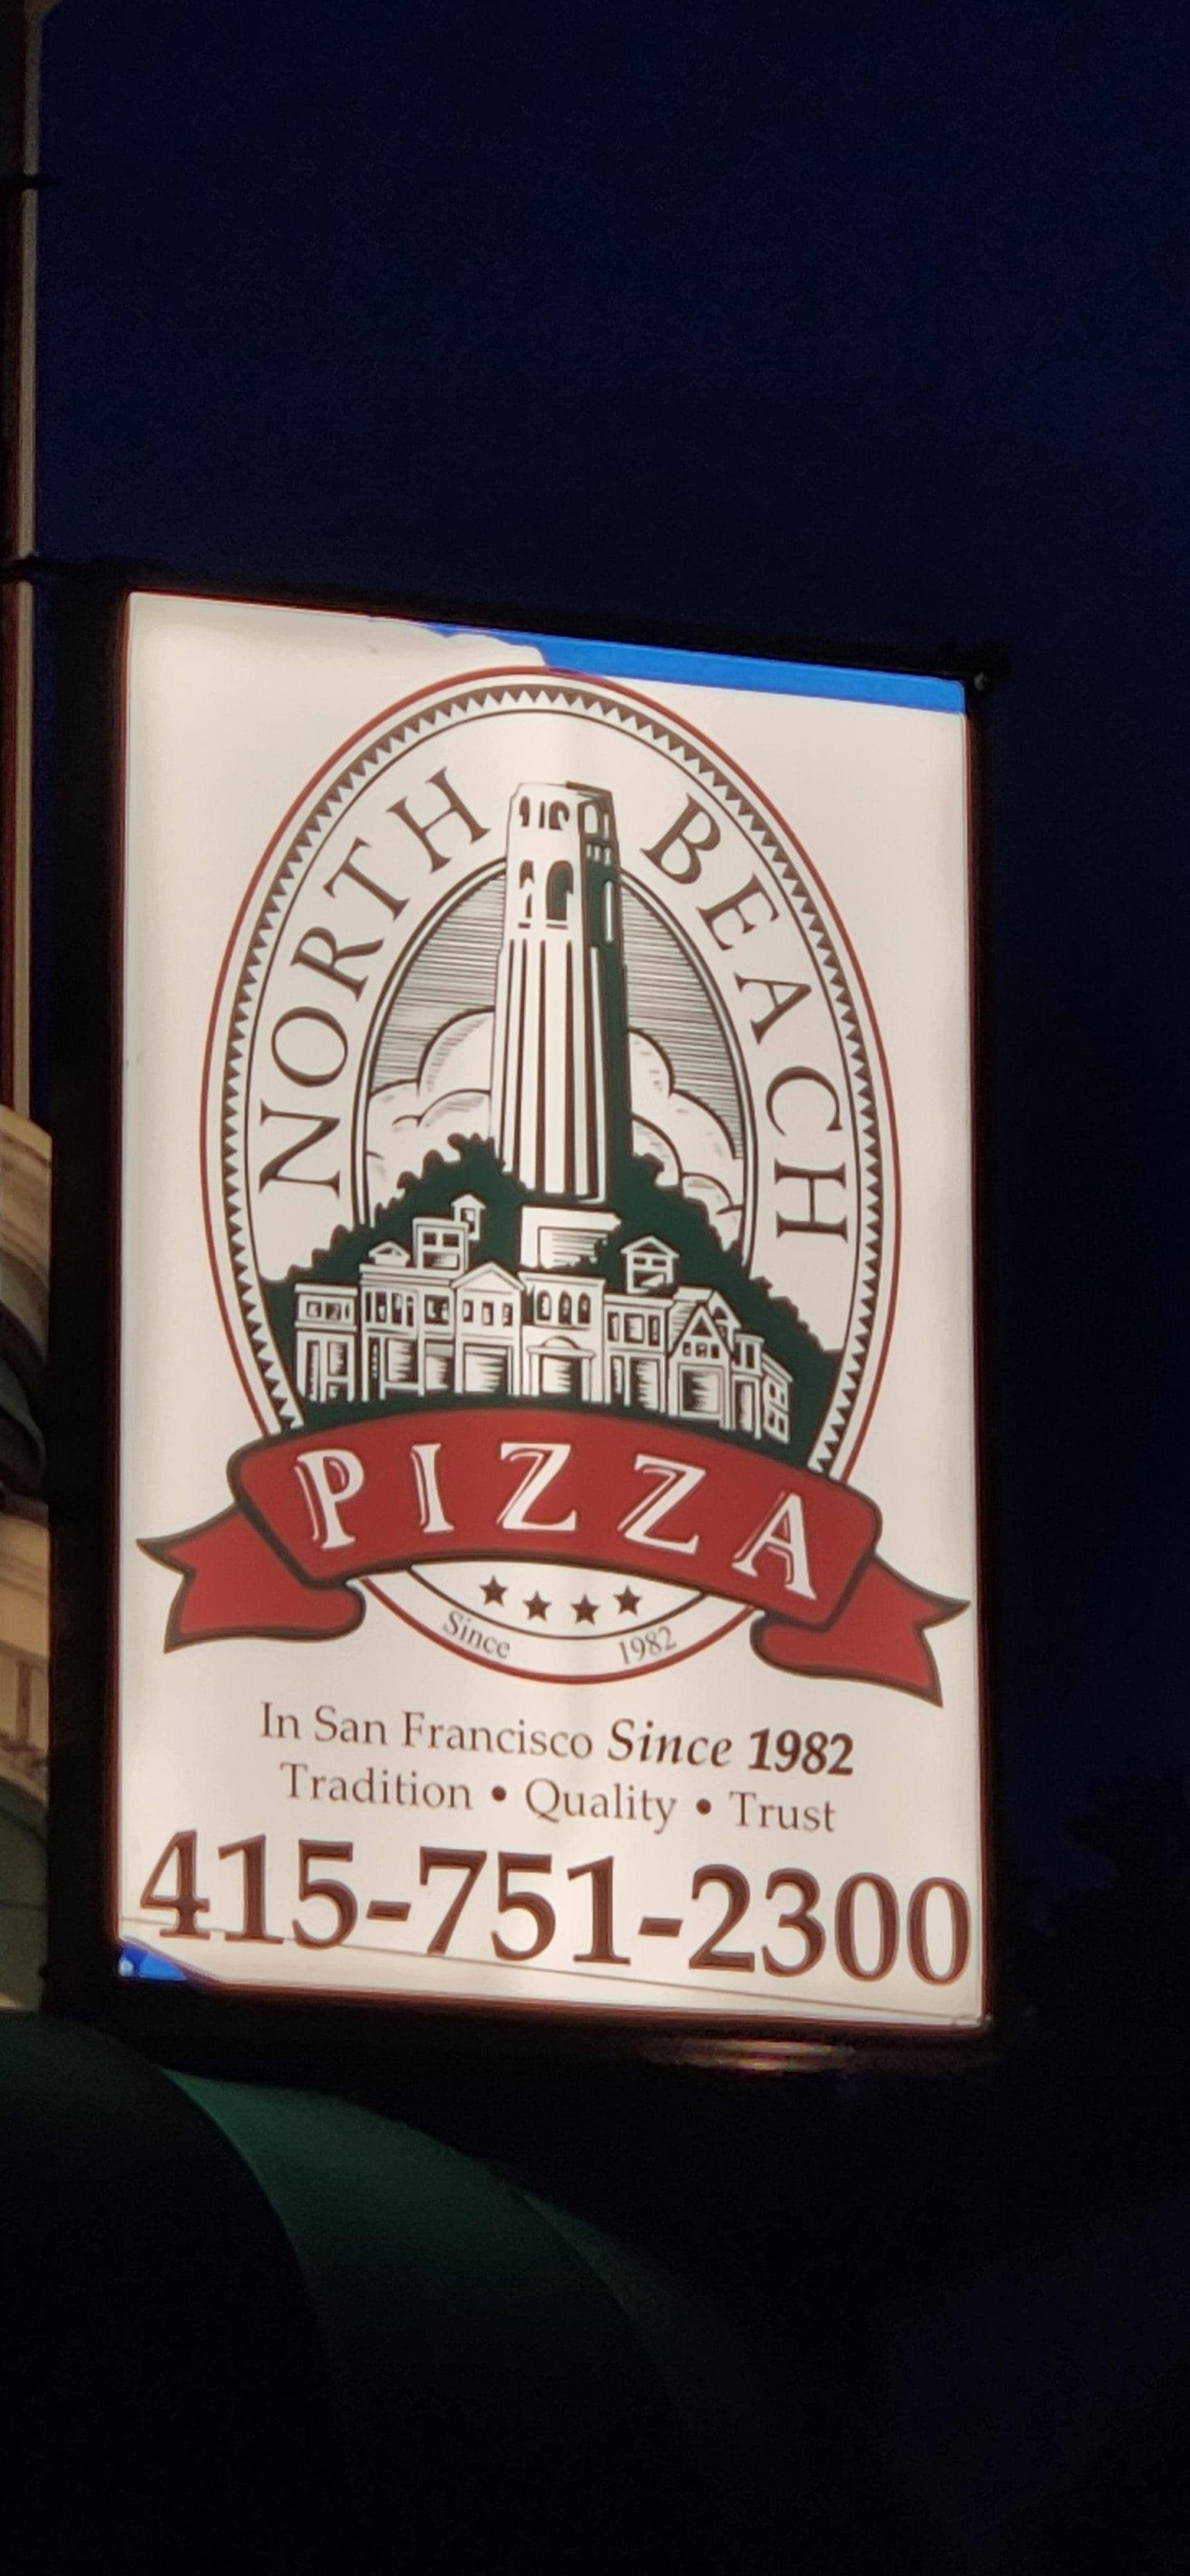 NORTH BEACH
PIZZA
Since 1982
In San Francisco Since 1982
Tradition • Quality • Trust
415-751-2300